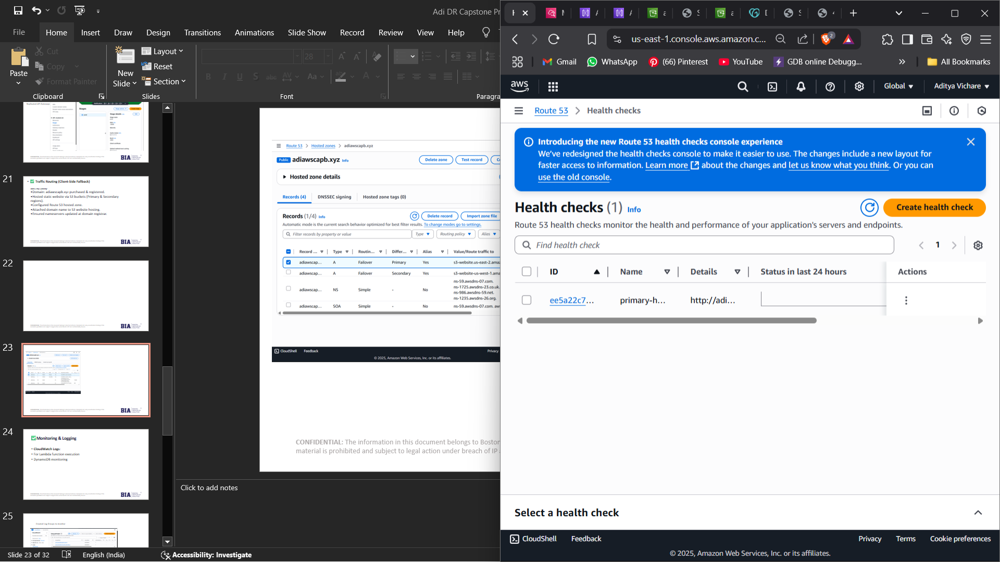 Adi DR Capstone Pr
File
Home
Insert
Draw
Design
Transitions
Animations
Slide Show
Record
Review
View
Help
Paste
Cut
Copy
Format Painter
Clipboard
New
Slide
Layout
Reset
Section
Slides
28
Font
Paragra
Replicated API Gateway
BIA
21
✅ Traffic Routing (Client-Side Fallback)
•Domain: adiawscapb.xyz purchased & registered.
•Hosted static website via S3 buckets (Primary & Secondary
regions).
•Configured Route 53 hosted zone.
•Attached domain name to S3 website hosting.
•Ensured nameservers updated at domain registrar.
BIA
22
BIA
23
BIA
24
✅Monitoring & Logging
• CloudWatch Logs:
• For Lambda function execution
• DynamoDB monitoring
BIA
25
Created Log Groups to monitor
Route 53 > Hosted zones > adiawscapb.xyz
Public adiawscapb.xyz Info
Delete zone
Test record
Hosted zone details
Records (4)
DNSSEC signing
Hosted zone tags (0)
Records (1/4) Info
Delete record
Import zone file
Automatic mode is the current search behavior optimized for best filter results. To change modes go to settings.
Filter records by property or value
Type
Routing policy
Alias
Record ...
Type
Routin...
Differ...
Alias
Value/Route traffic to
adiawscap... A Failover Primary Yes s3-website.us-east-2.amaz
adiawscap... A Failover Secondary Yes s3-website-us-west-1.ama
adiawscap... NS Simple - No
ns-59.awsdns-07.com.
ns-1725.awsdns-23.co.uk.
ns-986.awsdns-59.net.
ns-1235.awsdns-26.org.
adiawscap... SOA Simple - No ns-59.awsdns-07.com. aws
CloudShell
Feedback
Privacy
© 2025, Amazon Web Services, Inc. or its affiliates.
CONFIDENTIAL: The information in this document belongs to Boston
material is prohibited and subject to legal action under breach of IP a
Click to add notes
Slide 23 of 32
English (India)
Accessibility: Investigate
us-east-1.console.aws.amazon.c...
2
Gmail
WhatsApp
(66) Pinterest
YouTube
GDB online Debugg...
All Bookmarks
aws
Global
Aditya Vichare
Route 53 > Health checks
Introducing the new Route 53 health checks console experience
We've redesigned the health checks console to make it easier to use. The changes include a new layout for
faster access to information. Learn more about the changes and let us know what you think. Or you can
use the old console.
Health checks (1) Info
Create health check
Route 53 health checks monitor the health and performance of your application's servers and endpoints.
Find health check
1
ID
Name
Details
Status in last 24 hours
Actions
ee5a22c7... primary-h... http://adi...
Select a health check
CloudShell
Feedback
Privacy
Terms
Cookie preferences
© 2025, Amazon Web Services, Inc. or its affiliates.